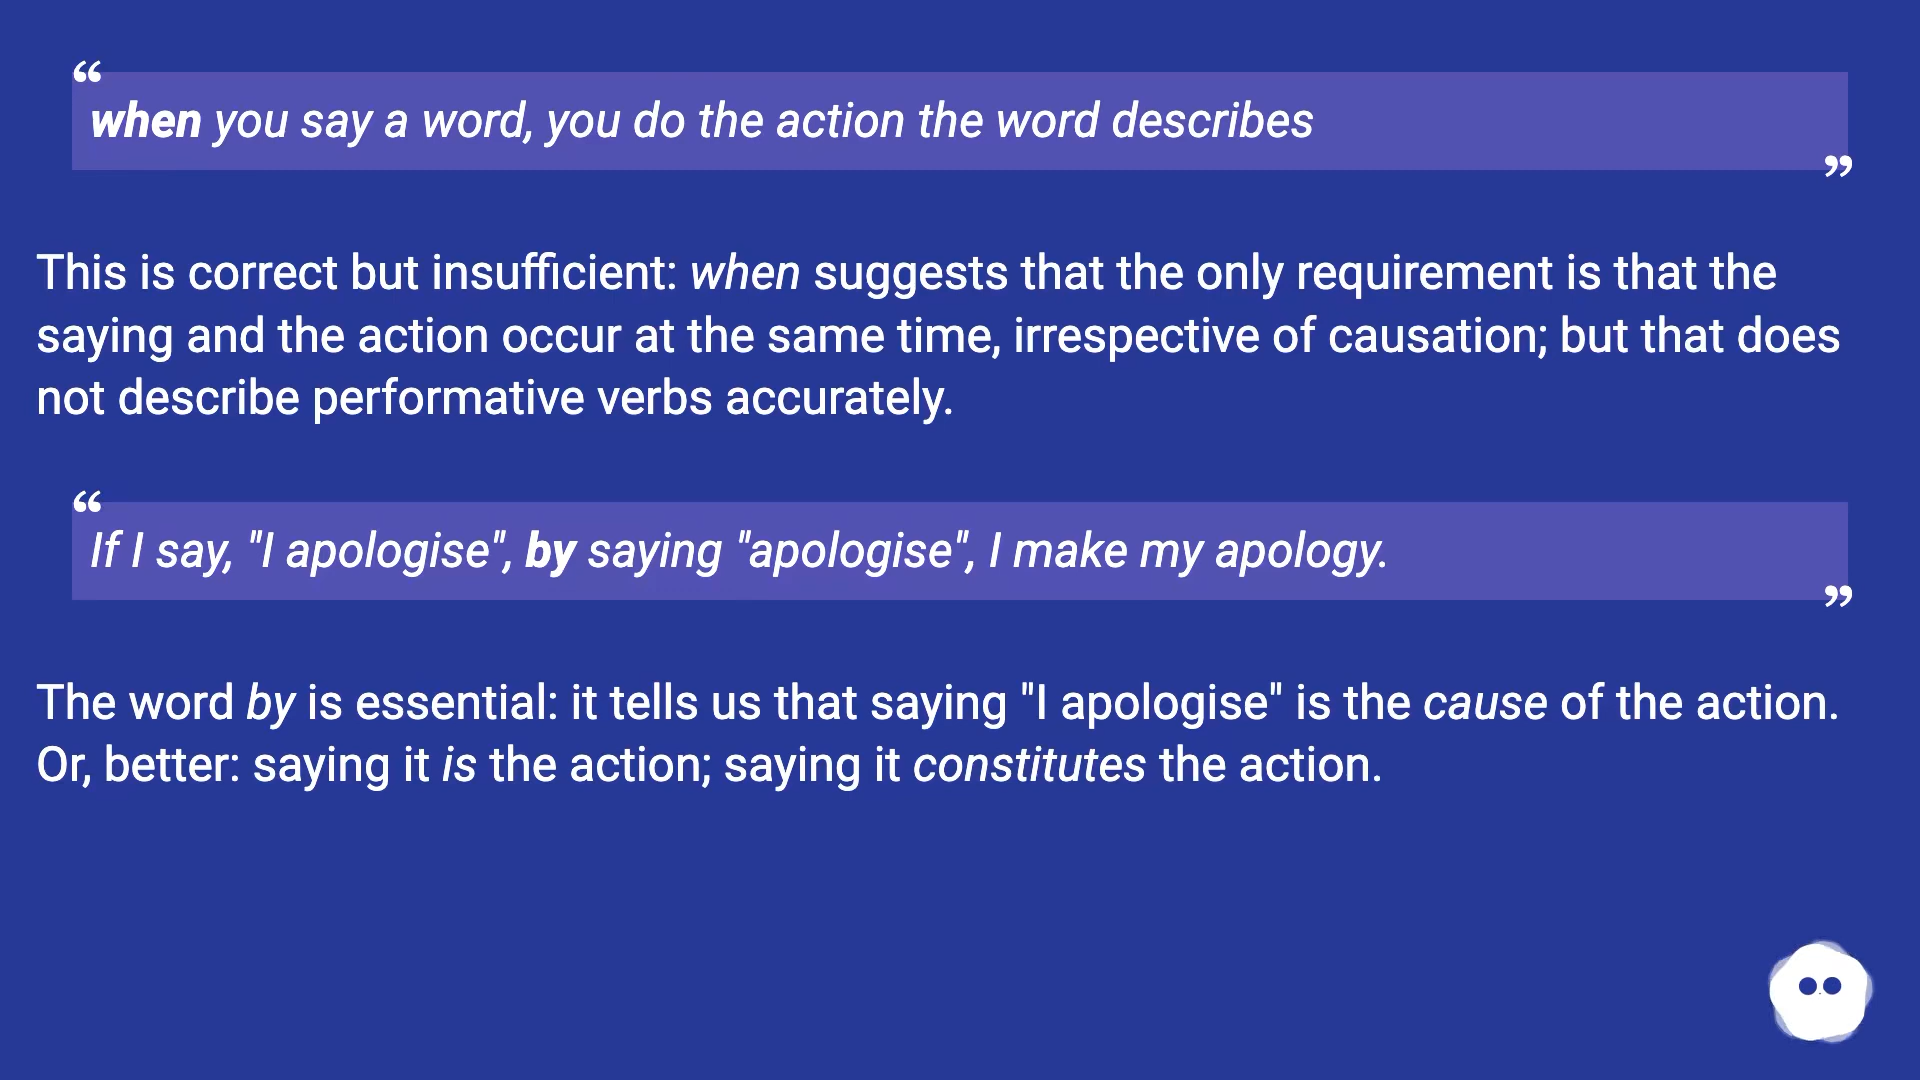 “
when you say a word, you do the action the word describes
”
This is correct but insufficient: when suggests that the only requirement is that the
saying and the action occur at the same time, irrespective of causation; but that does
not describe performative verbs accurately.
“
If I say, "I apologise", by saying "apologise", I make my apology.
”
The word by is essential: it tells us that saying "I apologise" is the cause of the action.
Or, better: saying it is the action; saying it constitutes the action.